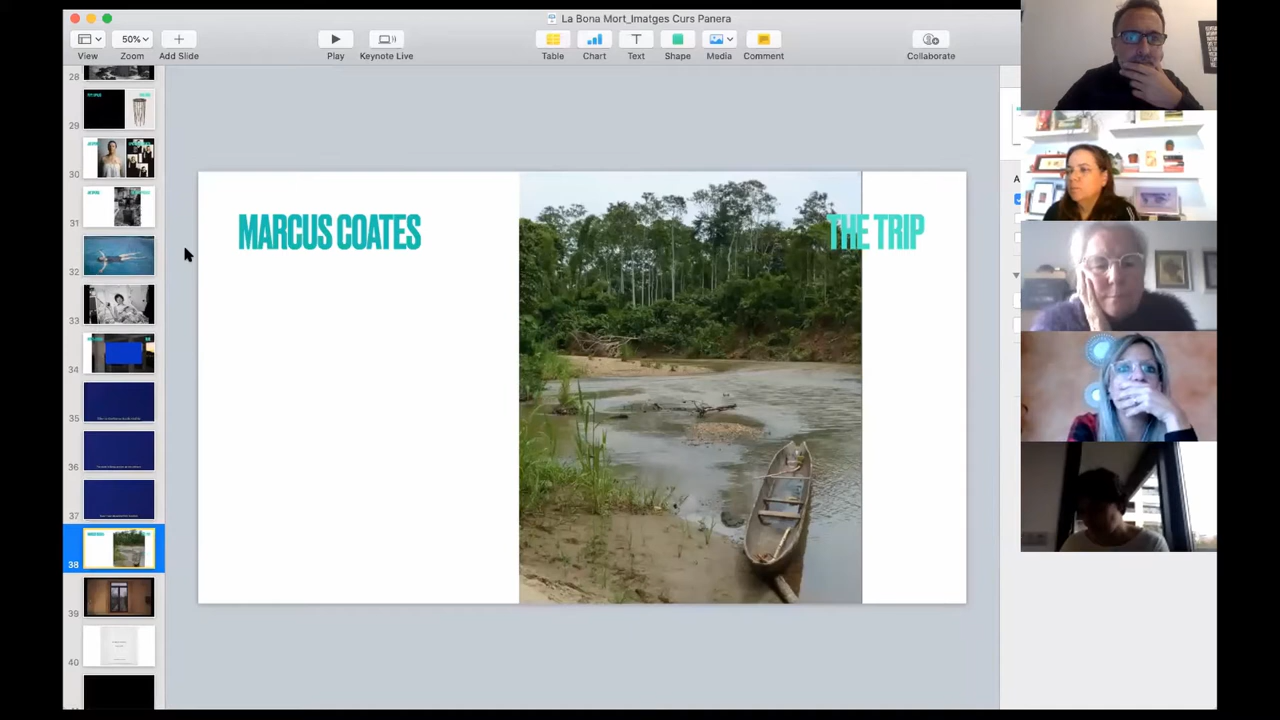 La Bona Mort_Imatges Curs Panera
50%
View
Zoom
Add Slide
Play
Keynote Live
Table
Chart
Text
Shape
Media
Comment
Collaborate
28
29
30
31
32
33
34
35
36
37
38
39
40
MARCUS COATES
THE TRIP